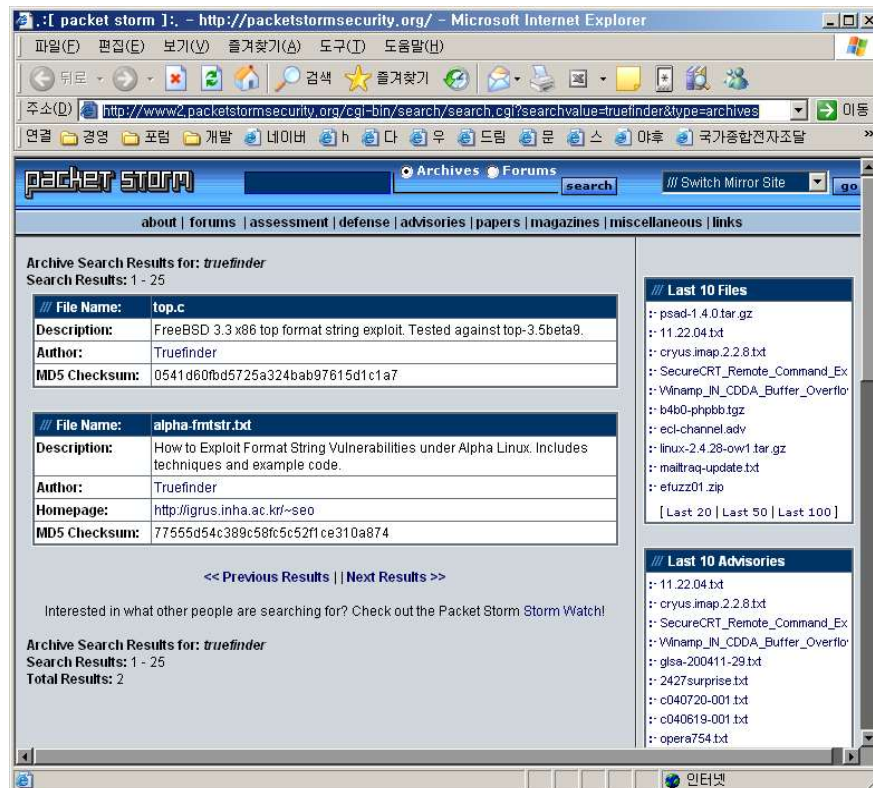 .:[ packet storm ]:. - http://packetstormsecurity.org/ - Microsoft Internet Explorer
파일(F) 편집(E) 보기(V) 즐겨찾기(A) 도구(T) 도움말(H)
뒤로 검색 즐겨찾기
주소(D) http://www2.packetstormsecurity.org/cgi-bin/search/search.cgi?searchvalue=truefinder&type=archives 이동
연결 경영 포럼 개발 네이버 h 다 우 드림 문 스 야후 국가종합전자조달 »
packet storm
Archives Forums
search
/// Switch Mirror Site go
about | forums | assessment | defense | advisories | papers | magazines | miscellaneous | links
Archive Search Results for: truefinder
Search Results: 1 - 25
/// File Name: top.c
Description: FreeBSD 3.3 x86 top format string exploit. Tested against top-3.5beta9.
Author: Truefinder
MD5 Checksum: 0541d60fbd5725a324bab97615d1c1a7
/// File Name: alpha-fmtstr.txt
Description: How to Exploit Format String Vulnerabilities under Alpha Linux. Includes
techniques and example code.
Author: Truefinder
Homepage: http://igrus.inha.ac.kr/~seo
MD5 Checksum: 77555d54c389c58fc5c52f1ce310a874
<< Previous Results | | Next Results >>
Interested in what other people are searching for? Check out the Packet Storm Storm Watch!
Archive Search Results for: truefinder
Search Results: 1 - 25
Total Results: 2
/// Last 10 Files
:- psad-1.4.0.tar.gz
:- 11.22.04.txt
:- cryus.imap.2.2.8.txt
:- SecureCRT_Remote_Command_Ex
:- Winamp_IN_CDDA_Buffer_Overflo
:- b4b0-phpbb.tgz
:- ecl-channel.adv
:- linux-2.4.28-ow1.tar.gz
:- mailtraq-update.txt
:- efuzz01.zip
[ Last 20 | Last 50 | Last 100 ]
/// Last 10 Advisories
:- 11.22.04.txt
:- cryus.imap.2.2.8.txt
:- SecureCRT_Remote_Command_Ex
:- Winamp_IN_CDDA_Buffer_Overflo
:- glsa-200411-29.txt
:- 2427surprise.txt
:- c040720-001.txt
:- c040619-001.txt
:- opera754.txt
인터넷